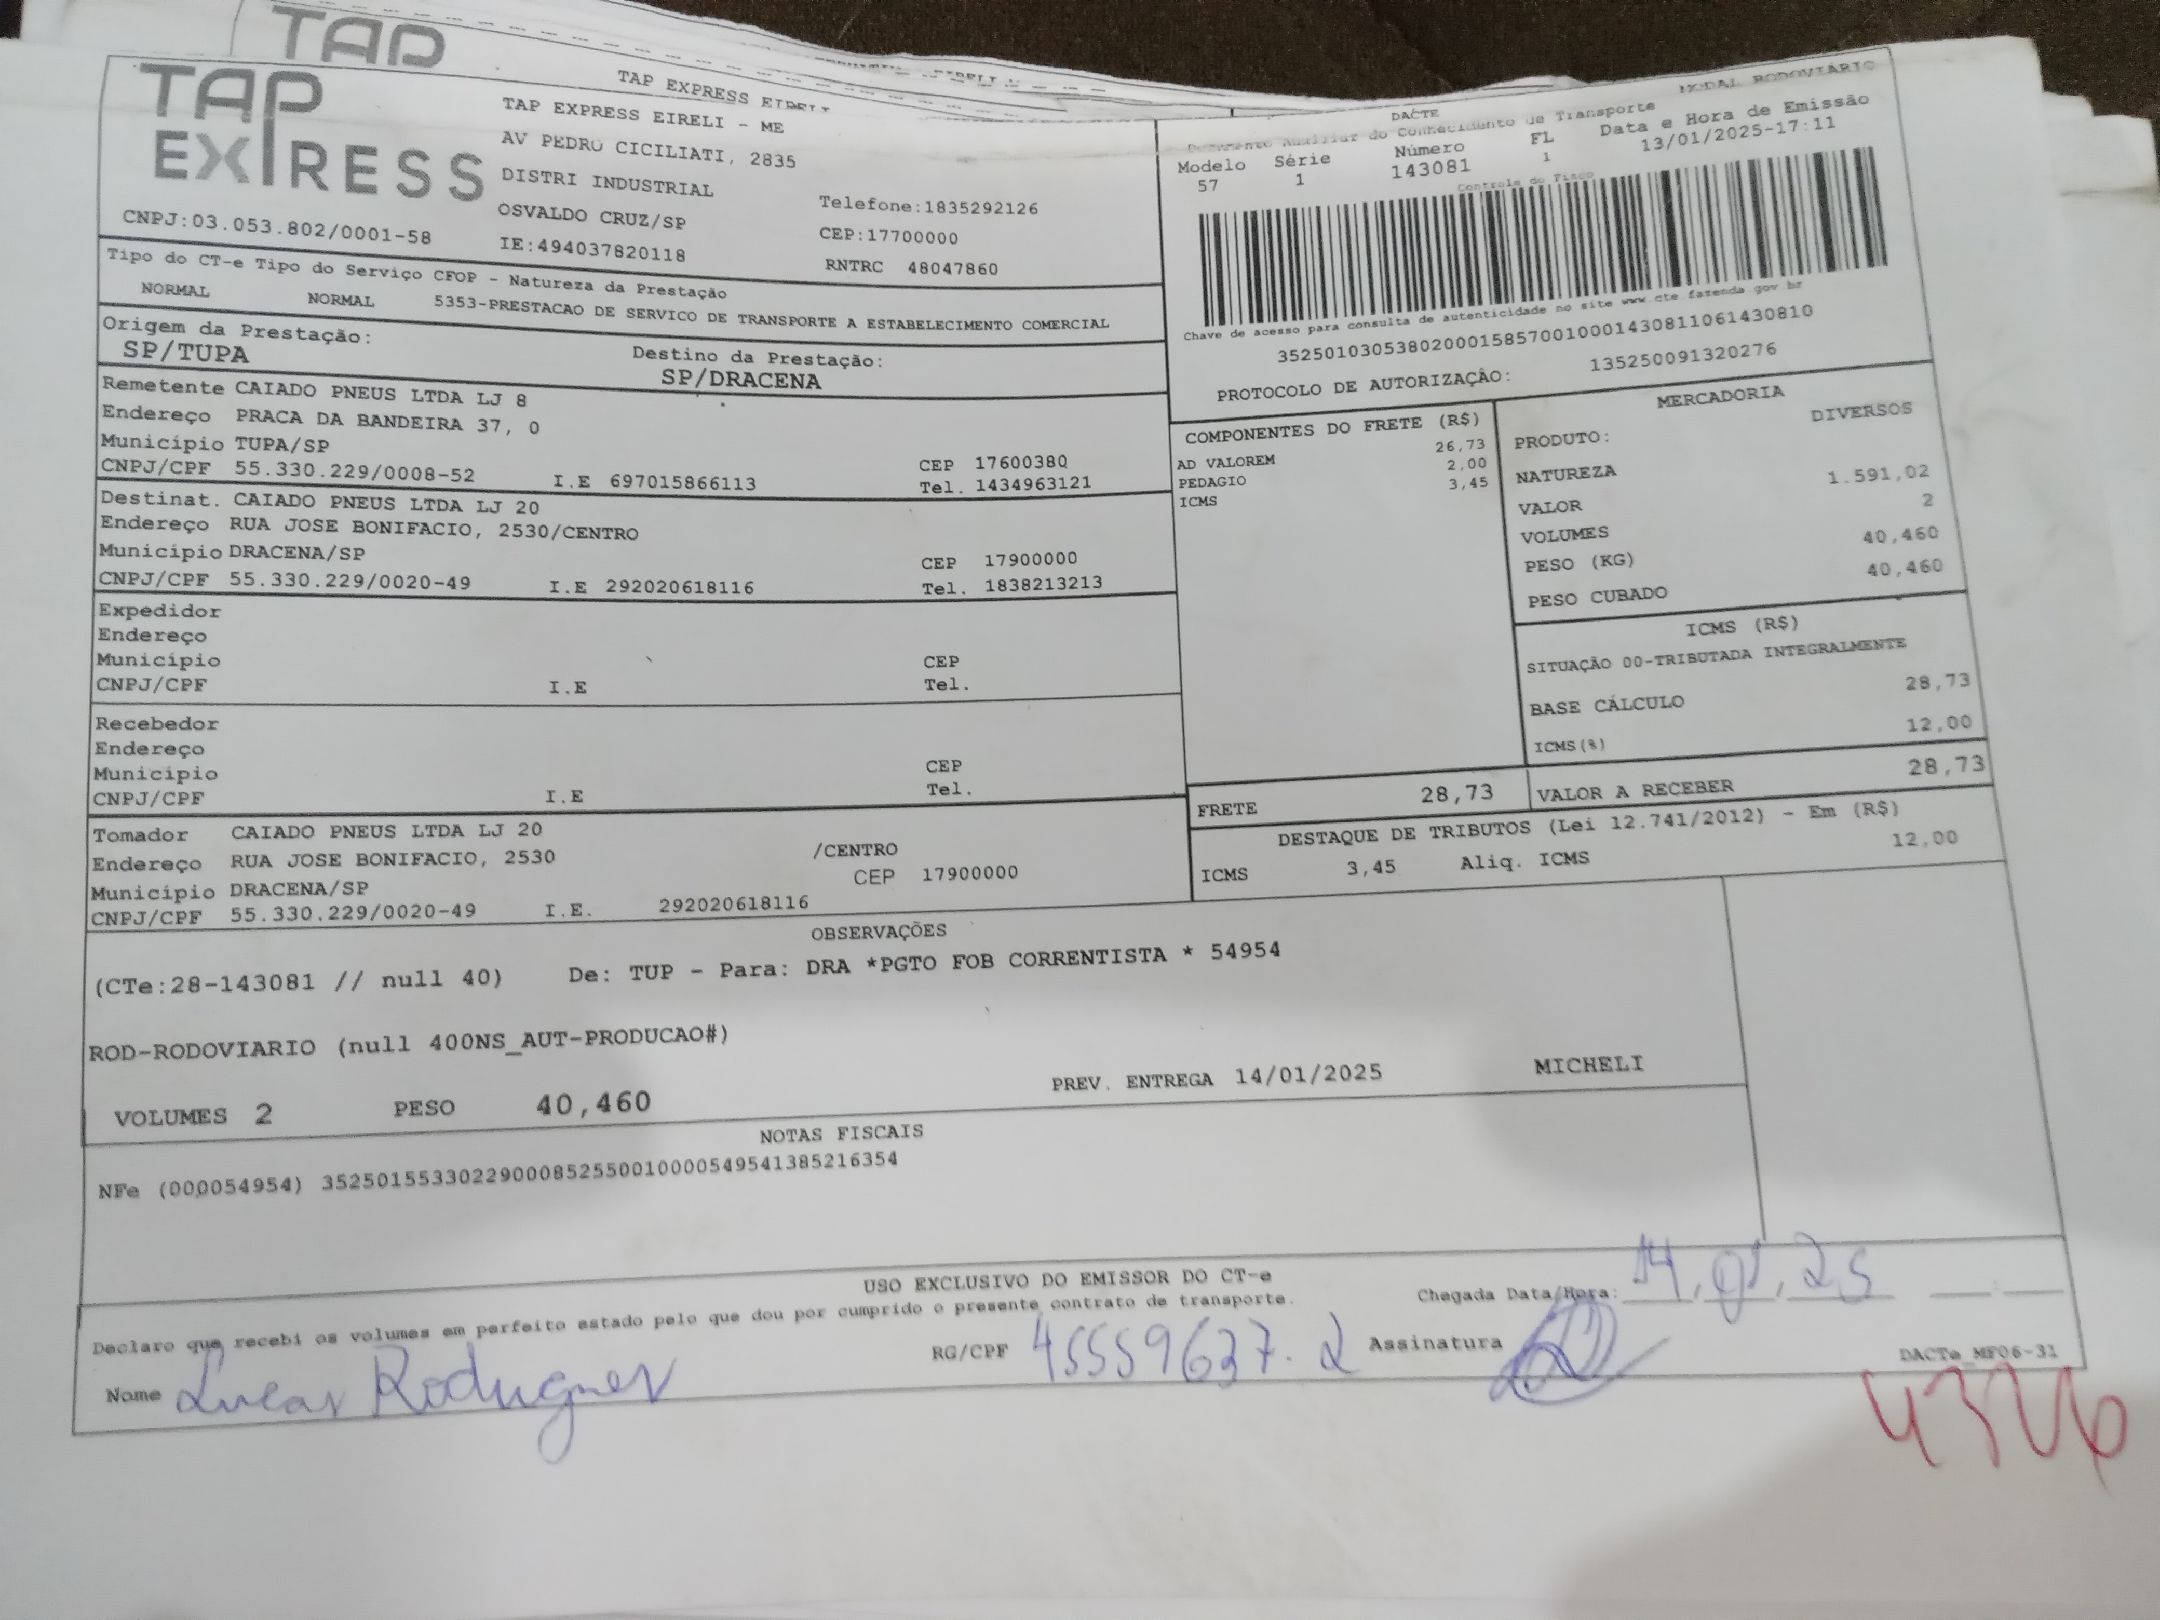 TAP
TAP EXPRESS EIRELI
TAP EXPRESS
CNPJ:03.053.802/0001-58
TAP EXPRESS EIRELI - ME
AV PEDRO CICILIATI, 2835
DISTRI INDUSTRIAL
OSVALDO CRUZ/SP
IE:494037820118
Telefone:1835292126
CEP:17700000
RNTRC 48047860
MODAL RODOVIÁRIO
DACTE
Documento Auxiliar do Conhecimento de Transporte
Modelo Série Número FL Data e Hora de Emissão
57 1 143081 1 13/01/2025-17:11
Controle do Fisco
Chave de acesso para consulta de autenticidade no site www.cte.fazenda.gov.br
35250103053802000158570010001430811061430810
PROTOCOLO DE AUTORIZAÇÃO: 135250091320276
Tipo do CT-e Tipo do Serviço CFOP - Natureza da Prestação
NORMAL NORMAL 5353-PRESTACAO DE SERVICO DE TRANSPORTE A ESTABELECIMENTO COMERCIAL
Origem da Prestação: Destino da Prestação:
SP/TUPA SP/DRACENA
Remetente CAIADO PNEUS LTDA LJ 8
Endereço PRACA DA BANDEIRA 37, 0
Município TUPA/SP CEP 17600380
CNPJ/CPF 55.330.229/0008-52 I.E 697015866113 Tel. 1434963121
Destinat. CAIADO PNEUS LTDA LJ 20
Endereço RUA JOSE BONIFACIO, 2530/CENTRO
Município DRACENA/SP CEP 17900000
CNPJ/CPF 55.330.229/0020-49 I.E 292020618116 Tel. 1838213213
Expedidor
Endereço
Município CEP
CNPJ/CPF I.E Tel.
Recebedor
Endereço
Município CEP
CNPJ/CPF I.E Tel.
Tomador CAIADO PNEUS LTDA LJ 20
Endereço RUA JOSE BONIFACIO, 2530 /CENTRO
Município DRACENA/SP CEP 17900000
CNPJ/CPF 55.330.229/0020-49 I.E. 292020618116
COMPONENTES DO FRETE (R$)
26,73
AD VALOREM 2,00
PEDAGIO 3,45
ICMS
MERCADORIA
PRODUTO: DIVERSOS
NATUREZA
VALOR 1.591,02
VOLUMES 2
PESO (KG) 40,460
PESO CUBADO 40,460
ICMS (R$)
SITUAÇÃO 00-TRIBUTADA INTEGRALMENTE
BASE CÁLCULO 28,73
ICMS(%) 12,00
FRETE 28,73 VALOR A RECEBER 28,73
DESTAQUE DE TRIBUTOS (Lei 12.741/2012) - Em (R$)
ICMS 3,45 Aliq. ICMS 12,00
OBSERVAÇÕES
(CTe:28-143081 // null 40) De: TUP - Para: DRA *PGTO FOB CORRENTISTA * 54954
ROD-RODOVIARIO (null 400NS_AUT-PRODUCAO#)
VOLUMES 2 PESO 40,460 PREV. ENTREGA 14/01/2025 MICHELI
NOTAS FISCAIS
NFe (000054954) 35250155330229000852550010000549541385216354
USO EXCLUSIVO DO EMISSOR DO CT-e
Declaro que recebi os volumes em perfeito estado pelo que dou por cumprido o presente contrato de transporte.
Chegada Data/Hora: 14.01.25
Nome Lucas Rodrigues RG/CPF 45559637.2 Assinatura
DACTe_MF06-31